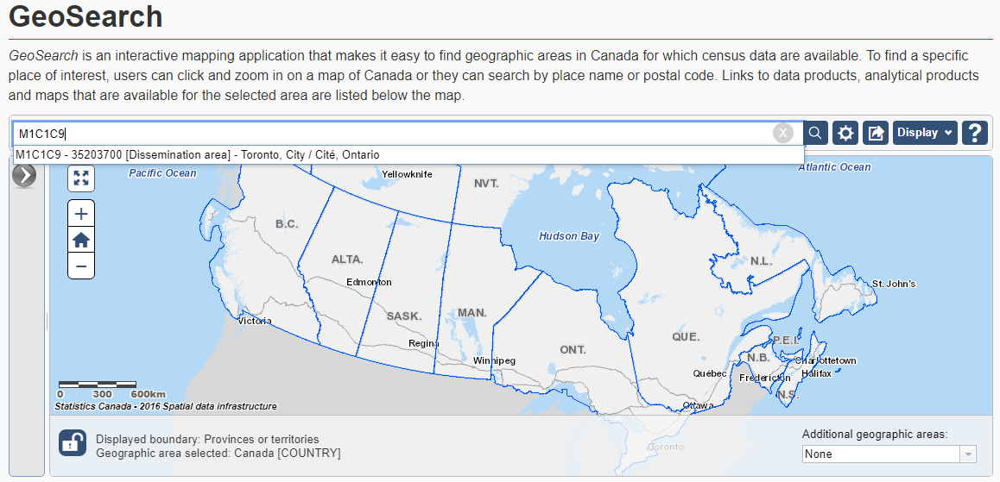 GeoSearch
GeoSearch is an interactive mapping application that makes it easy to find geographic areas in Canada for which census data are available. To find a specific
place of interest, users can click and zoom in on a map of Canada or they can search by place name or postal code. Links to data products, analytical products
and maps that are available for the selected area are listed below the map.
M1C1C9
X
Display
?
M1C1C9 - 35203700 [Dissemination area] - Toronto, City / Cité, Ontario
Pacific Ocean
Yellowknife
NVT.
Atlantic Ocean
B.C.
Hudson Bay
ALTA.
N.L.
Edmonton
St. John's
SASK.
MAN.
Victoria
QUE.
P.E.I.
Regina
ONT.
N.B.
Winnipeg
Charlottetown
Québec
Fredericton
Halifax
N.S.
Ottawa
0 300 600km
Statistics Canada - 2016 Spatial data infrastructure
Toronto
Displayed boundary: Provinces or territories
Geographic area selected: Canada [COUNTRY]
Additional geographic areas:
None